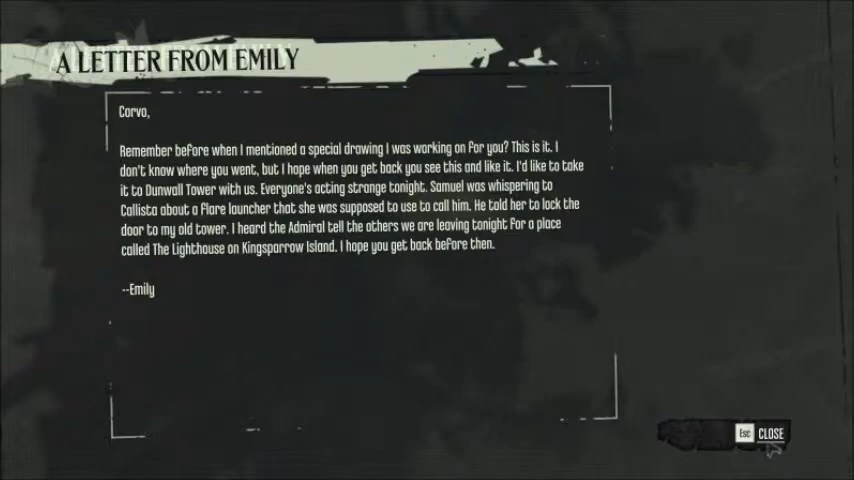 A LETTER FROM EMILY
Corvo,
Remember before when I mentioned a special drawing I was working on for you? This is it. I
don't know where you went, but I hope when you get back you see this and like it. I'd like to take
it to Dunwall Tower with us. Everyone's acting strange tonight. Samuel was whispering to
Callista about a flare launcher that she was supposed to use to call him. He told her to lock the
door to my old tower. I heard the Admiral tell the others we are leaving tonight for a place
called The Lighthouse on Kingsparrow Island. I hope you get back before then.
--Emily
Esc CLOSE